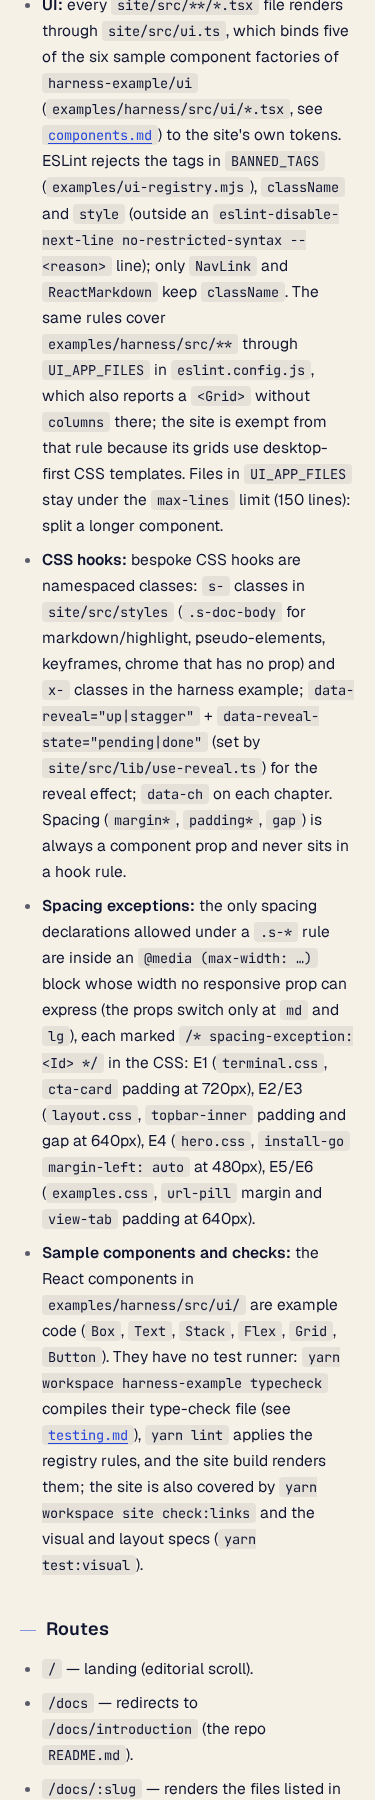 UI: every site/src/**/*.tsx file renders
through site/src/ui.ts, which binds five
of the six sample component factories of
harness-example/ui
(examples/harness/src/ui/*.tsx, see
components.md) to the site's own tokens.
ESLint rejects the tags in BANNED_TAGS
(examples/ui-registry.mjs), className
and style (outside an eslint-disable-
next-line no-restricted-syntax --
<reason> line); only NavLink and
ReactMarkdown keep className. The
same rules cover
examples/harness/src/** through
UI_APP_FILES in eslint.config.js,
which also reports a <Grid> without
columns there; the site is exempt from
that rule because its grids use desktop-
first CSS templates. Files in UI_APP_FILES
stay under the max-lines limit (150 lines):
split a longer component.
CSS hooks: bespoke CSS hooks are
namespaced classes: s- classes in
site/src/styles (.s-doc-body for
markdown/highlight, pseudo-elements,
keyframes, chrome that has no prop) and
x- classes in the harness example; data-
reveal="up|stagger" + data-reveal-
state="pending|done" (set by
site/src/lib/use-reveal.ts) for the
reveal effect; data-ch on each chapter.
Spacing (margin*, padding*, gap) is
always a component prop and never sits in
a hook rule.
Spacing exceptions: the only spacing
declarations allowed under a .s-* rule
are inside an @media (max-width: …)
block whose width no responsive prop can
express (the props switch only at md and
lg), each marked /* spacing-exception:
<Id> */ in the CSS: E1 (terminal.css,
cta-card padding at 720px), E2/E3
(layout.css, topbar-inner padding and
gap at 640px), E4 (hero.css, install-go
margin-left: auto at 480px), E5/E6
(examples.css, url-pill margin and
view-tab padding at 640px).
Sample components and checks: the
React components in
examples/harness/src/ui/ are example
code (Box, Text, Stack, Flex, Grid,
Button). They have no test runner: yarn
workspace harness-example typecheck
compiles their type-check file (see
testing.md), yarn lint applies the
registry rules, and the site build renders
them; the site is also covered by yarn
workspace site check:links and the
visual and layout specs (yarn
test:visual).
Routes
/ — landing (editorial scroll).
/docs — redirects to
/docs/introduction (the repo
README.md).
/docs/:slug — renders the files listed in